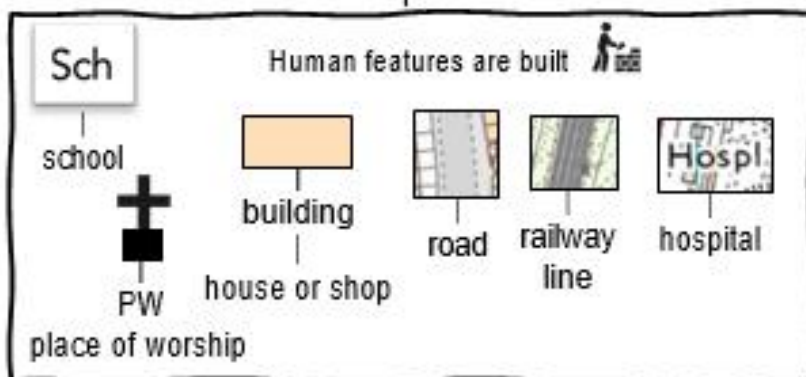 Sch
Human features are built
school
Hospl
building
road
railway
line
hospital
house or shop
PW
place of worship